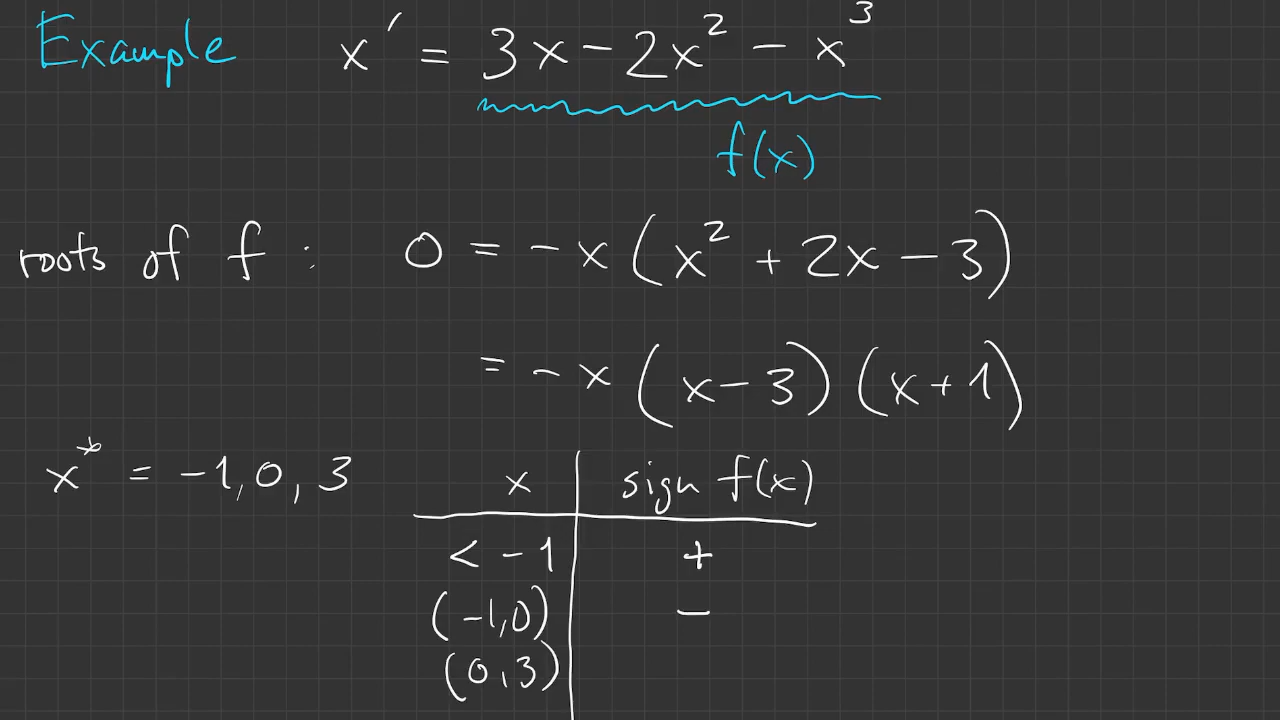 Example x' = 3x - 2x² - x³
f(x)
roots of f : 0 = - x (x² + 2x - 3)
= - x (x - 3) (x + 1)
x* = -1, 0, 3
x | sign f(x)
< -1 | +
(-1, 0) | -
(0, 3) |